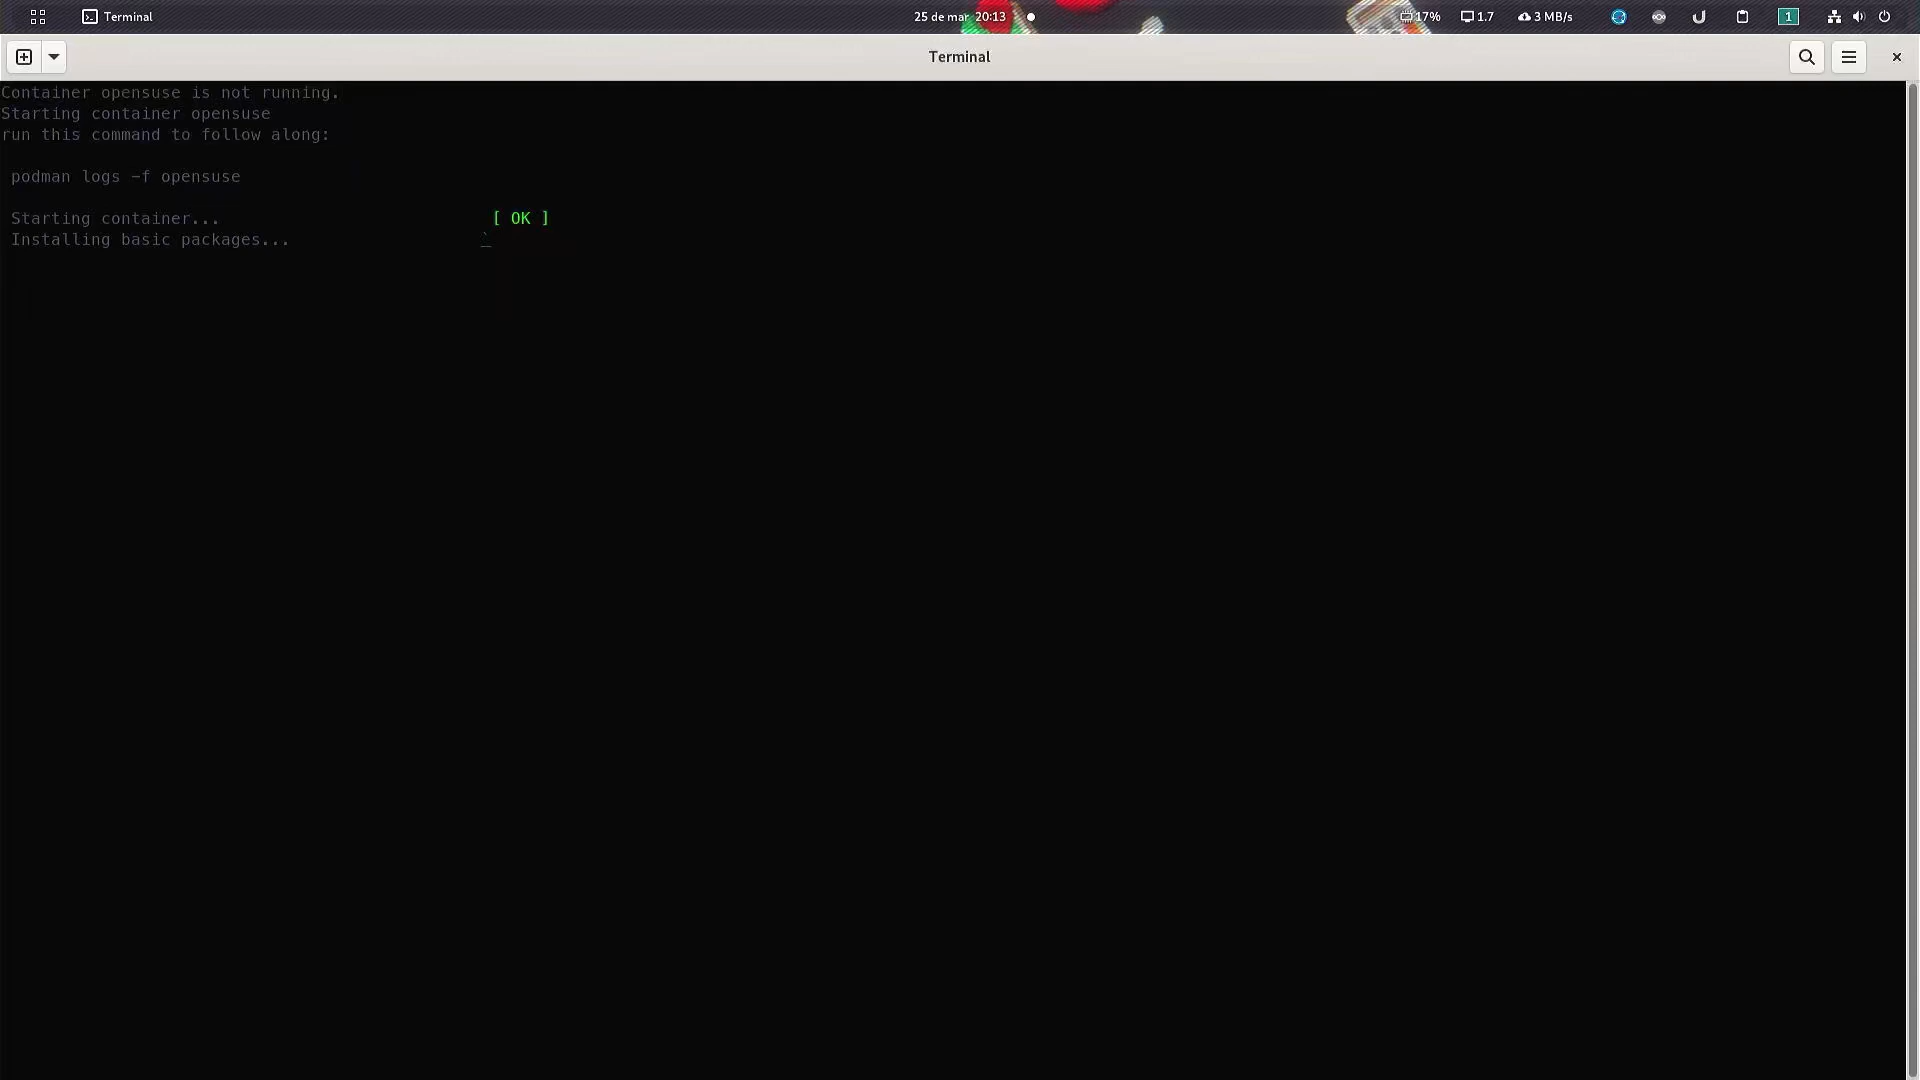 Terminal
25 de mar 20:13
17%
1.7
3 MB/s
1
Terminal
Container opensuse is not running.
Starting container opensuse
run this command to follow along:
podman logs -f opensuse
Starting container... [ OK ]
Installing basic packages...